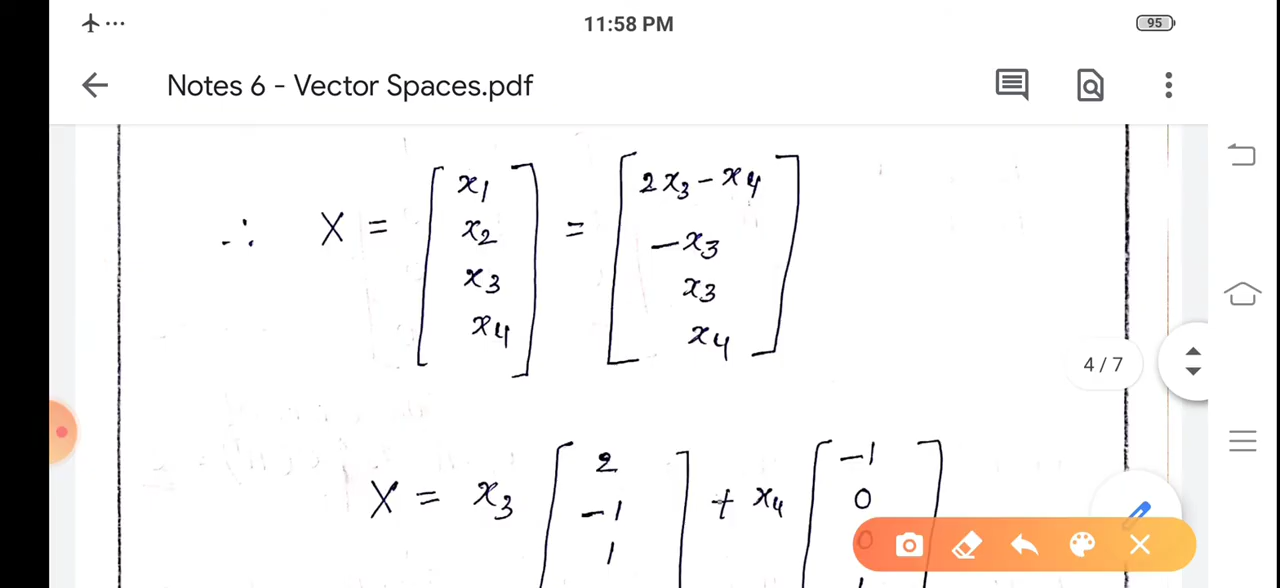 11:58 PM 95
Notes 6 - Vector Spaces.pdf
∴ X = [x1 x2 x3 x4] = [2x3 - x4 -x3 x3 x4]
4 / 7
X = x3 [2 -1 1 + x4 [-1 0 0